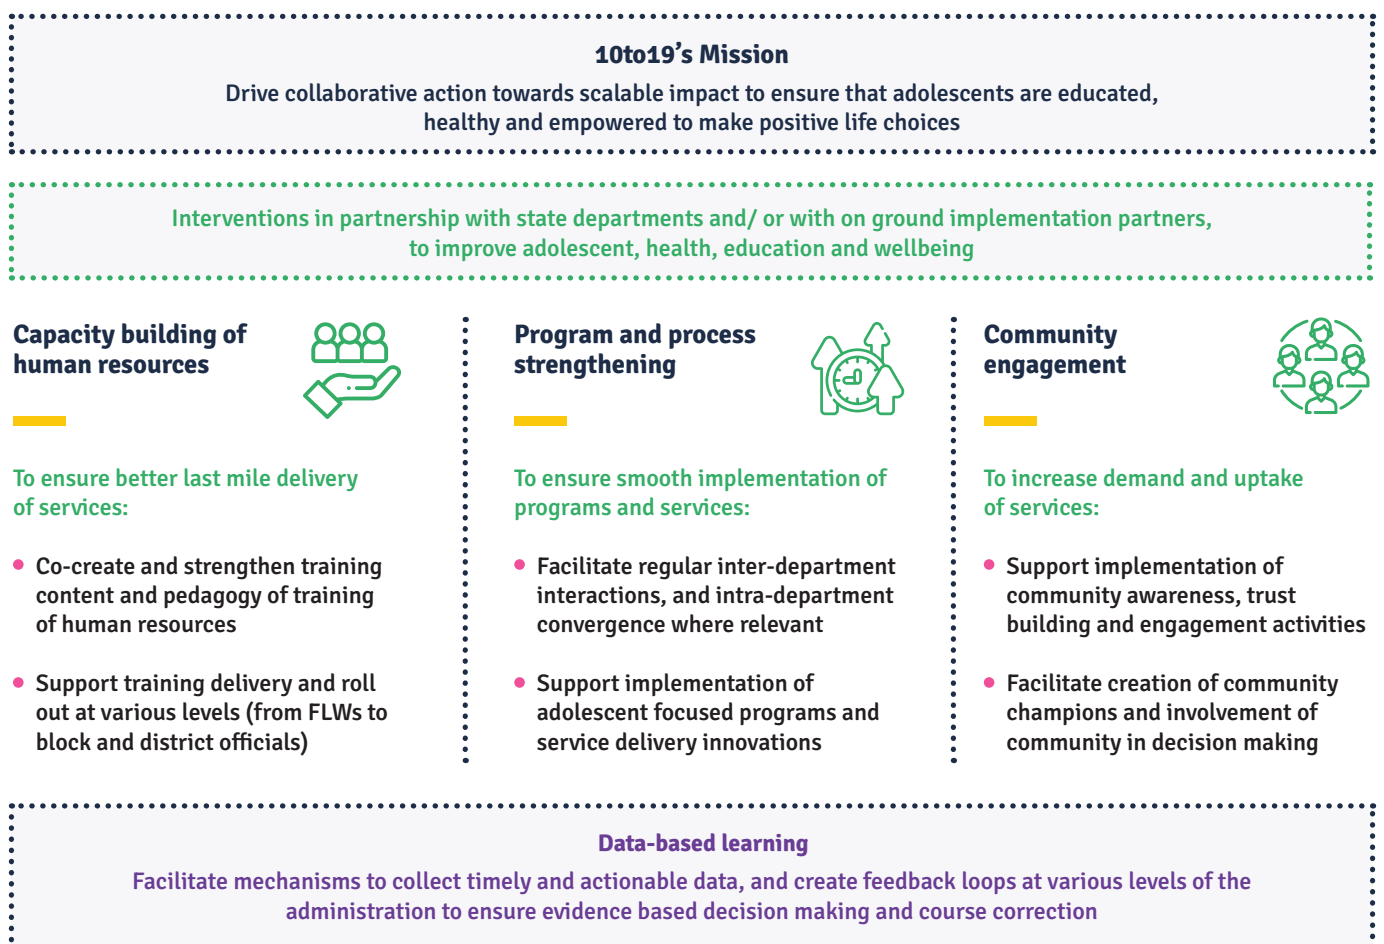 10to19’s Mission
Drive collaborative action towards scalable impact to ensure that adolescents are educated,
healthy and empowered to make positive life choices
Interventions in partnership with state departments and/ or with on ground implementation partners,
to improve adolescent, health, education and wellbeing
Capacity building of
human resources
To ensure better last mile delivery
of services:
Co-create and strengthen training
content and pedagogy of training
of human resources
Support training delivery and roll
out at various levels (from FLWs to
block and district officials)
Program and process
strengthening
To ensure smooth implementation of
programs and services:
Facilitate regular inter-department
interactions, and intra-department
convergence where relevant
Support implementation of
adolescent focused programs and
service delivery innovations
Community
engagement
To increase demand and uptake
of services:
Support implementation of
community awareness, trust
building and engagement activities
Facilitate creation of community
champions and involvement of
community in decision making
Data-based learning
Facilitate mechanisms to collect timely and actionable data, and create feedback loops at various levels of the
administration to ensure evidence based decision making and course correction